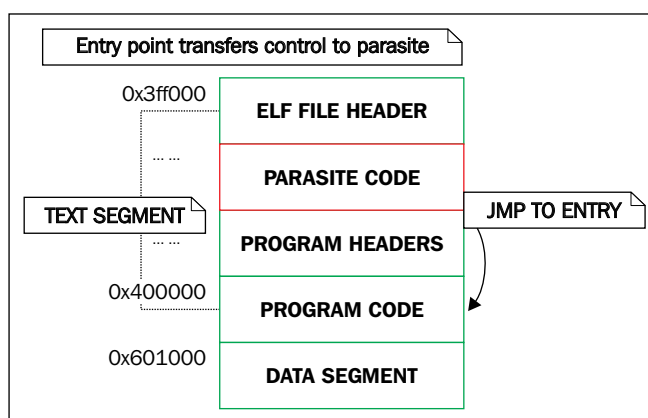 Entry point transfers control to parasite
0x3ff000
ELF FILE HEADER
... ...
PARASITE CODE
TEXT SEGMENT
JMP TO ENTRY
... ...
PROGRAM HEADERS
0x400000
PROGRAM CODE
0x601000
DATA SEGMENT